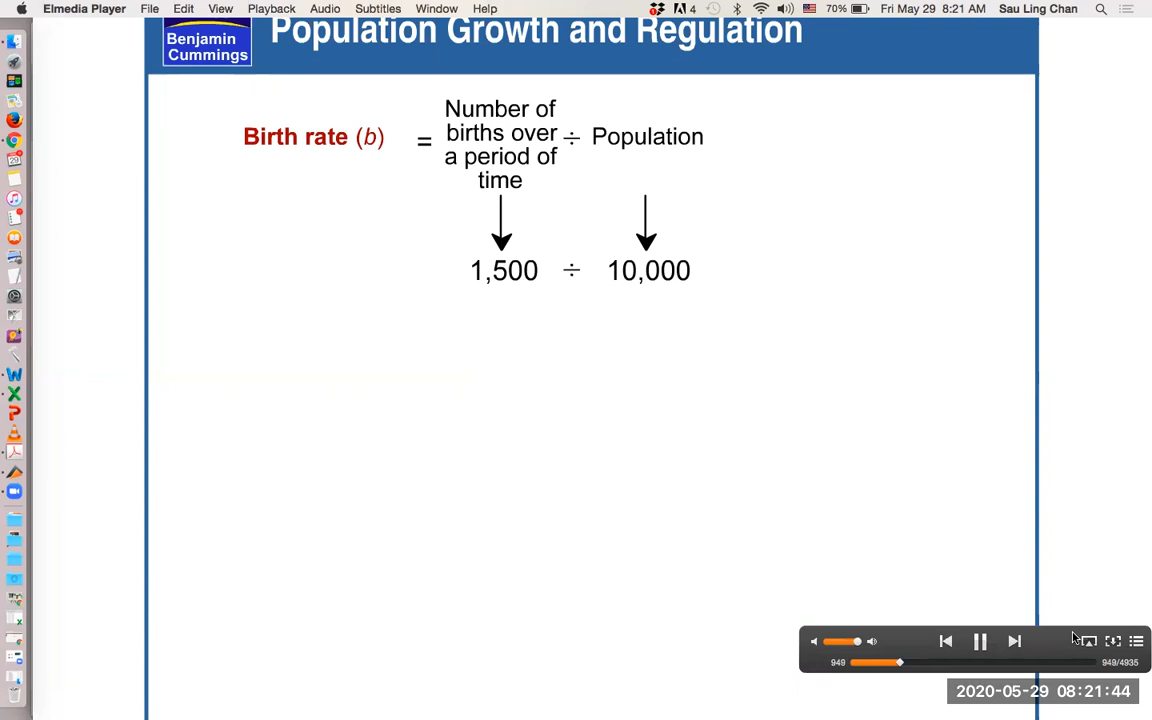 Elmedia Player File Edit View Playback Audio Subtitles Window Help 4 70% Fri May 29 8:21 AM Sau Ling Chan
Benjamin
Cummings
Population Growth and Regulation
Birth rate (b) = Number of births over a period of time ÷ Population
1,500 ÷ 10,000
949 949/4935
2020-05-29 08:21:44